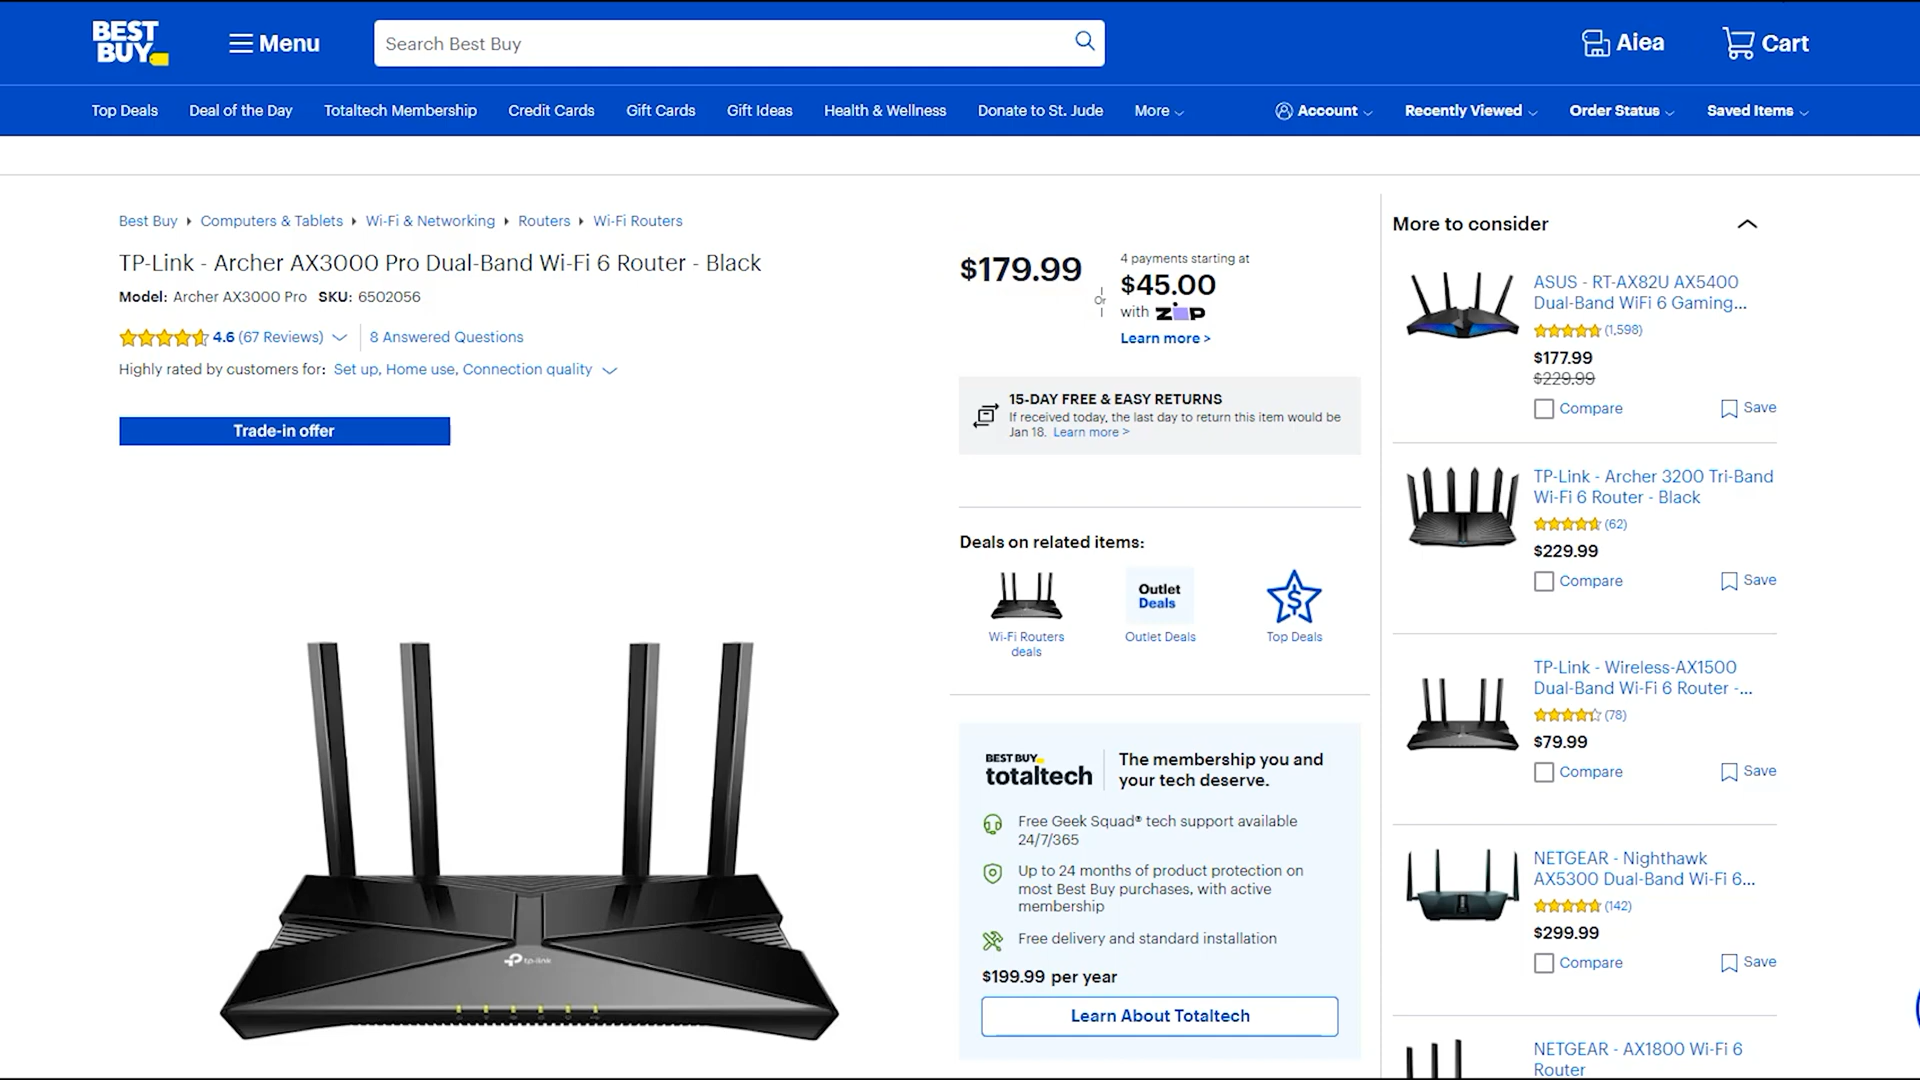 BEST
BUY
Menu
Search Best Buy
Aiea
Cart
Top Deals
Deal of the Day
Totaltech Membership
Credit Cards
Gift Cards
Gift Ideas
Health & Wellness
Donate to St. Jude
More
Account
Recently Viewed
Order Status
Saved Items
Best Buy
Computers & Tablets
Wi-Fi & Networking
Routers
Wi-Fi Routers
TP-Link - Archer AX3000 Pro Dual-Band Wi-Fi 6 Router - Black
Model: Archer AX3000 Pro SKU: 6502056
4.6 (67 Reviews)
8 Answered Questions
Highly rated by customers for: Set up, Home use, Connection quality
Trade-in offer
tp-link
$179.99
Or
4 payments starting at
$45.00
with ZIP
Learn more >
15-DAY FREE & EASY RETURNS
If received today, the last day to return this item would be
Jan 18. Learn more >
Deals on related items:
Wi-Fi Routers
deals
Outlet
Deals
Outlet Deals
$
Top Deals
BEST BUY
totaltech
The membership you and
your tech deserve.
Free Geek Squad® tech support available
24/7/365
Up to 24 months of product protection on
most Best Buy purchases, with active
membership
Free delivery and standard installation
$199.99 per year
Learn About Totaltech
More to consider
ASUS - RT-AX82U AX5400
Dual-Band WiFi 6 Gaming...
(1,598)
$177.99
$229.99
Compare
Save
TP-Link - Archer 3200 Tri-Band
Wi-Fi 6 Router - Black
(62)
$229.99
Compare
Save
TP-Link - Wireless-AX1500
Dual-Band Wi-Fi 6 Router -...
(78)
$79.99
Compare
Save
NETGEAR - Nighthawk
AX5300 Dual-Band Wi-Fi 6...
(142)
$299.99
Compare
Save
NETGEAR - AX1800 Wi-Fi 6
Router